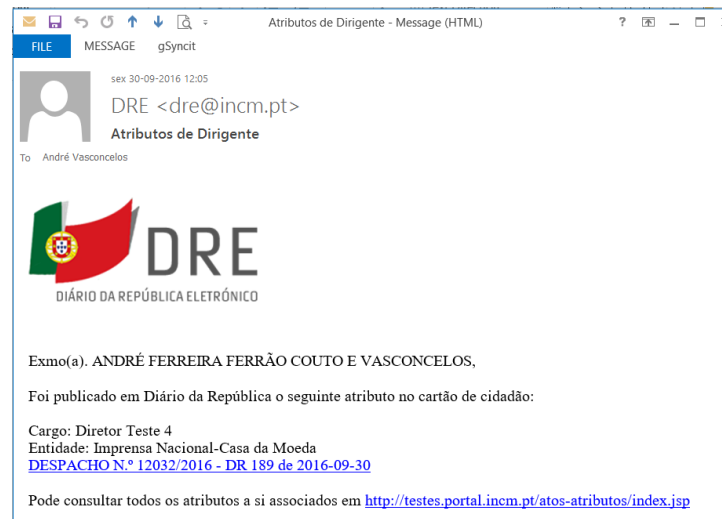 Atributos de Dirigente - Message (HTML)
FILE MESSAGE gSyncit
sex 30-09-2016 12:05
DRE <dre@incm.pt>
Atributos de Dirigente
To André Vasconcelos
DRE
DIÁRIO DA REPÚBLICA ELETRÓNICO
Exmo(a). ANDRÉ FERREIRA FERRÃO COUTO E VASCONCELOS,
Foi publicado em Diário da República o seguinte atributo no cartão de cidadão:
Cargo: Diretor Teste 4
Entidade: Imprensa Nacional-Casa da Moeda
DESPACHO N.º 12032/2016 - DR 189 de 2016-09-30
Pode consultar todos os atributos a si associados em http://testes.portal.incm.pt/atos-atributos/index.jsp